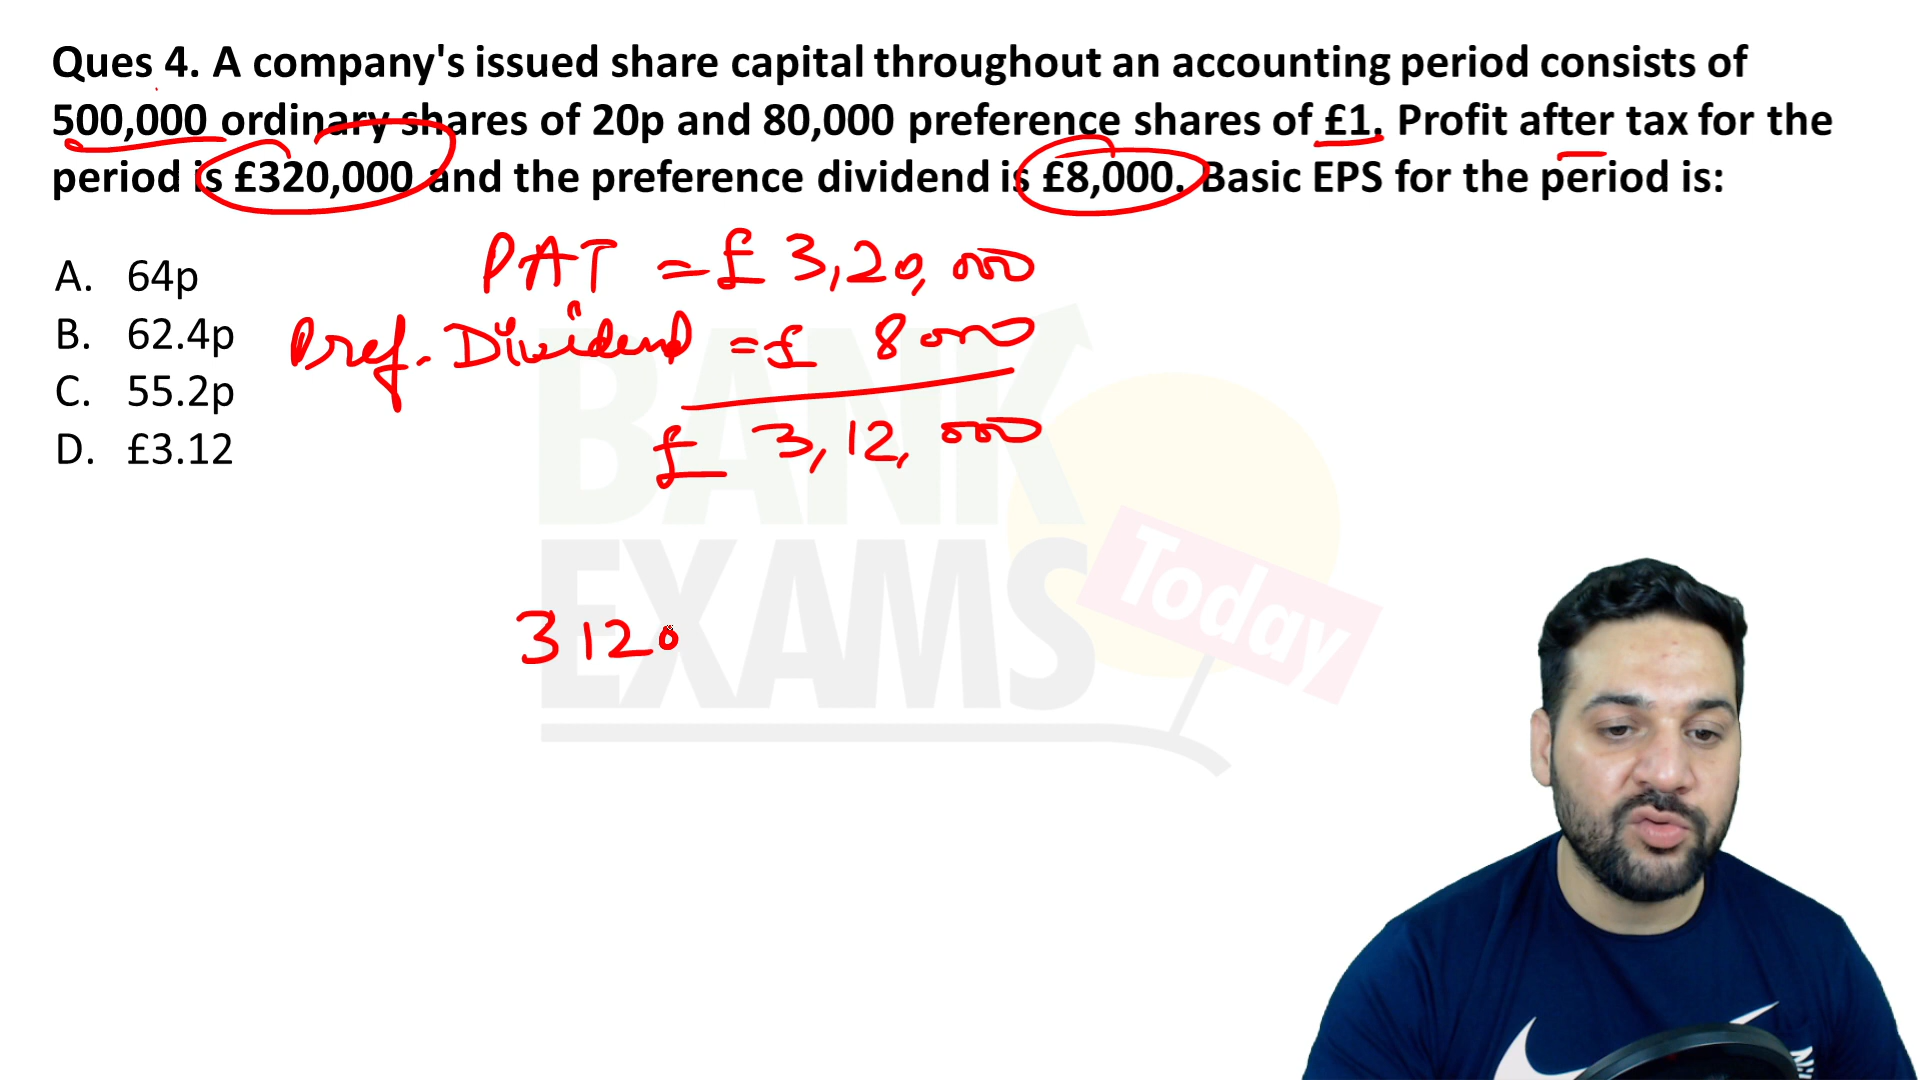 Ques 4. A company's issued share capital throughout an accounting period consists of
500,000 ordinary shares of 20p and 80,000 preference shares of £1. Profit after tax for the
period is £320,000 and the preference dividend is £8,000. Basic EPS for the period is:
A. 64p
B. 62.4p
C. 55.2p
D. £3.12
PAT = £ 3,20,000
Pref. Dividend = £ 8000
£ 3,12,000
3120
BANK
EXAMS
Today